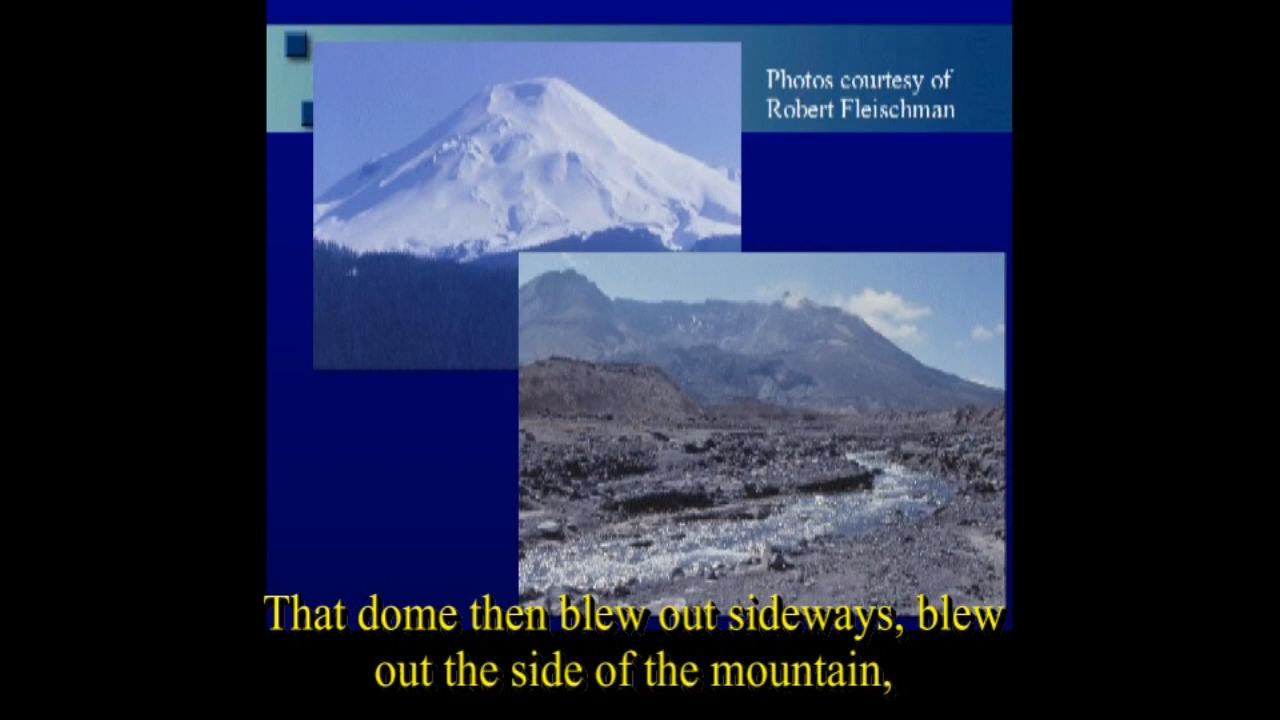 Photos courtesy of
Robert Fleischman
That dome then blew out sideways, blew
out the side of the mountain,